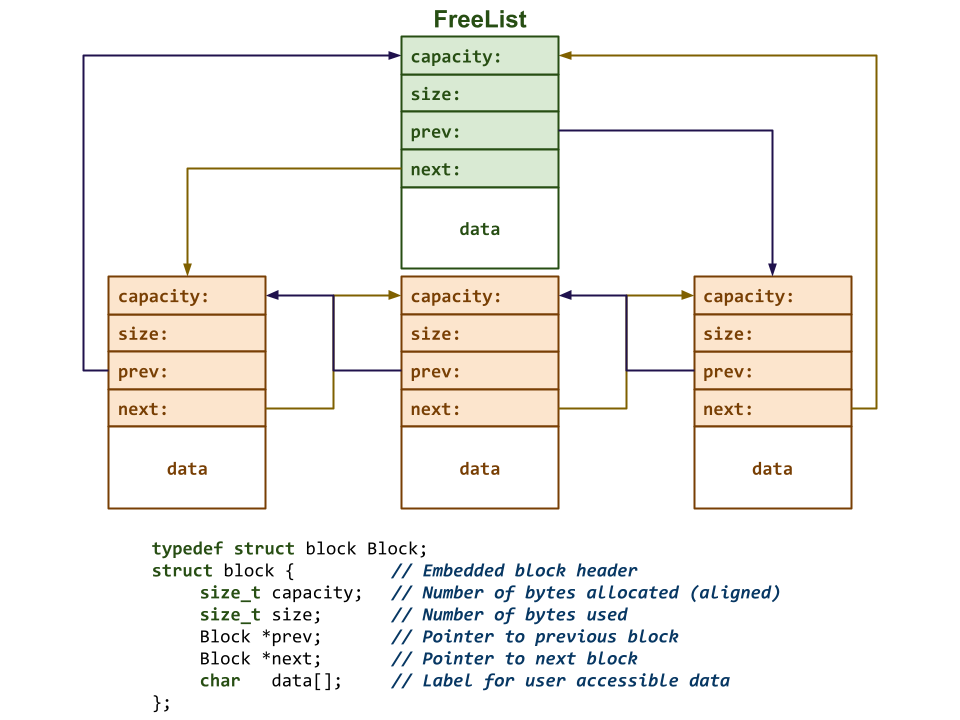 FreeList
capacity:
size:
prev:
next:
data
capacity: capacity: capacity:
size: size: size:
prev: prev: prev:
next: next: next:
data data data
typedef struct block Block;
struct block { // Embedded block header
size_t capacity; // Number of bytes allocated (aligned)
size_t size; // Number of bytes used
Block *prev; // Pointer to previous block
Block *next; // Pointer to next block
char data[]; // Label for user accessible data
};